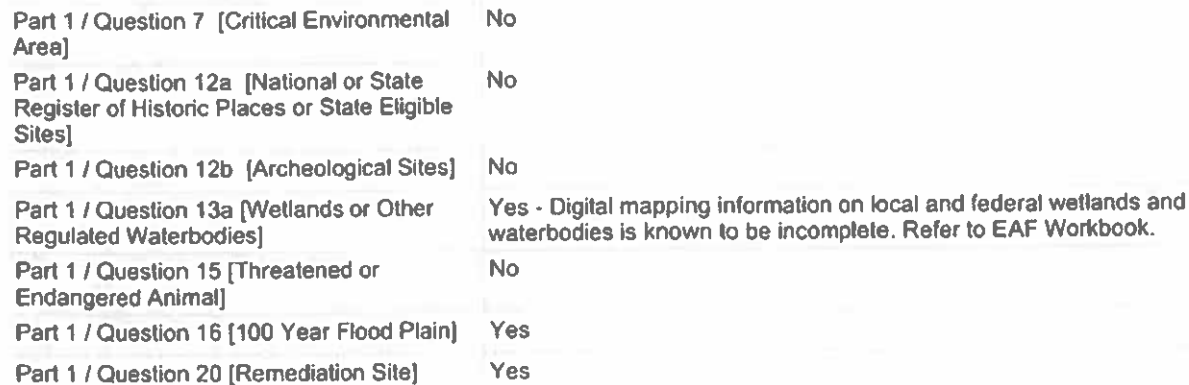 Part 1 / Question 7 [Critical Environmental Area] No
Part 1 / Question 12a [National or State Register of Historic Places or State Eligible Sites] No
Part 1 / Question 12b [Archeological Sites] No
Part 1 / Question 13a [Wetlands or Other Regulated Waterbodies] Yes - Digital mapping information on local and federal wetlands and waterbodies is known to be incomplete. Refer to EAF Workbook.
Part 1 / Question 15 [Threatened or Endangered Animal] No
Part 1 / Question 16 [100 Year Flood Plain] Yes
Part 1 / Question 20 [Remediation Site] Yes